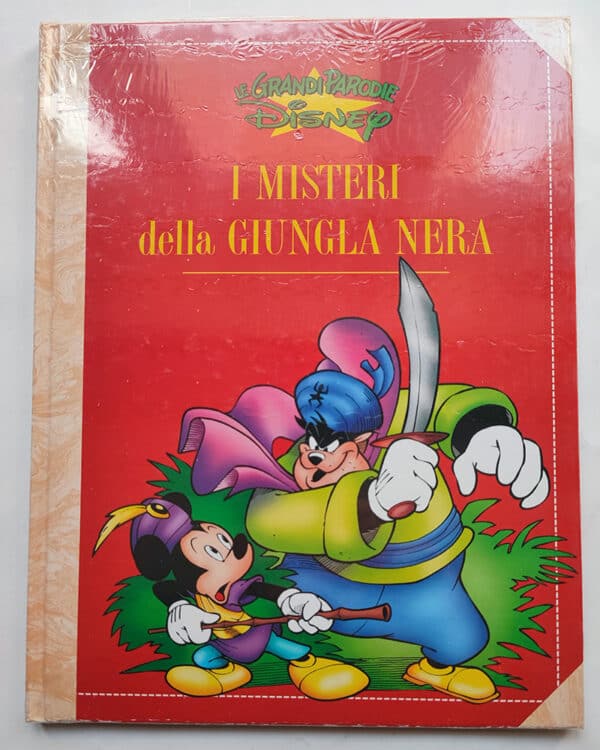 LE GRANDI PARODIE
DISNEY
I MISTERI
della GIUNGLA NERA